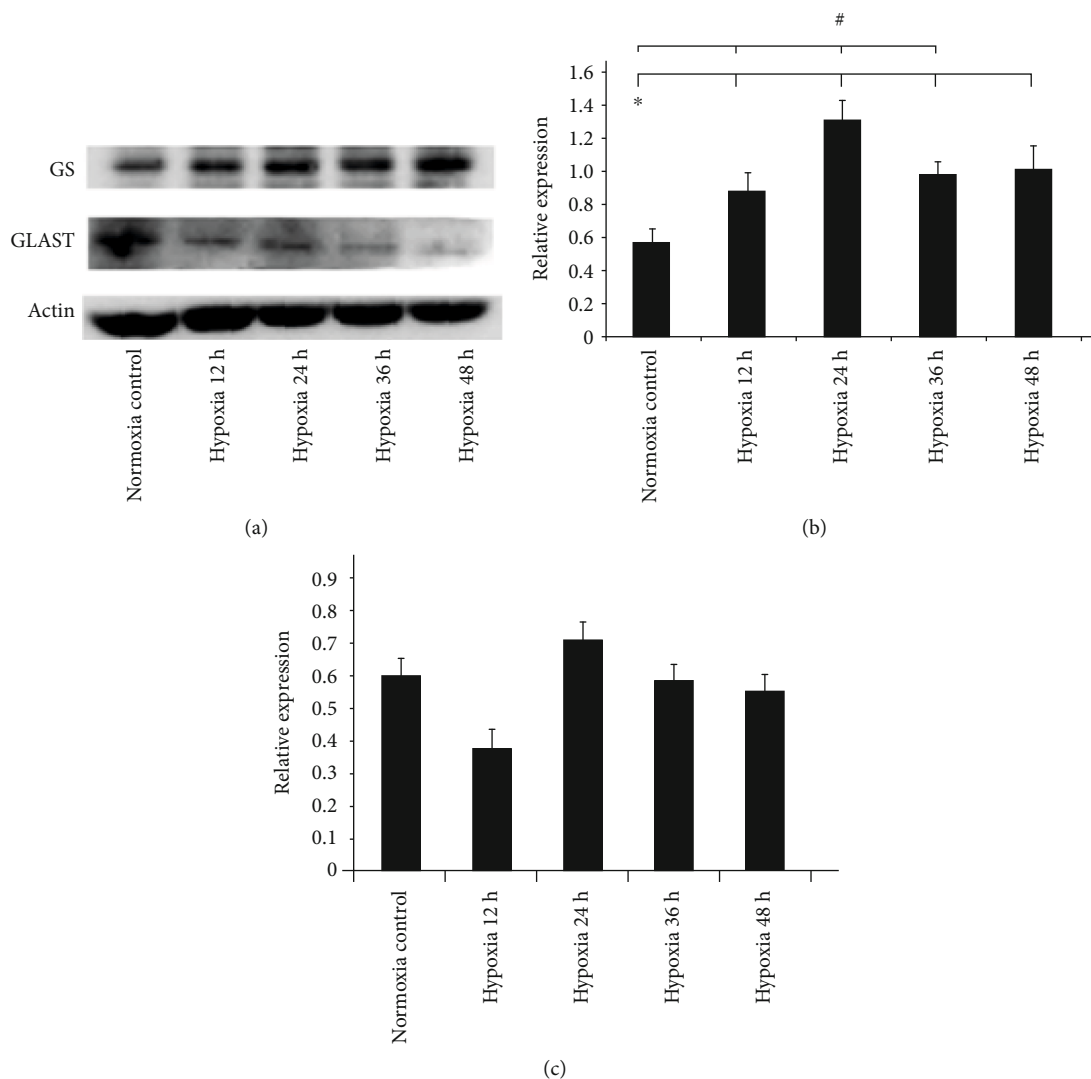 GS
GLAST
Actin
Normoxia control
Hypoxia 12 h
Hypoxia 24 h
Hypoxia 36 h
Hypoxia 48 h
(a)
#
*
Relative expression
1.6
1.4
1.2
1.0
0.8
0.6
0.4
0.2
0
Normoxia control
Hypoxia 12 h
Hypoxia 24 h
Hypoxia 36 h
Hypoxia 48 h
(b)
Relative expression
0.9
0.8
0.7
0.6
0.5
0.4
0.3
0.2
0.1
0
Normoxia control
Hypoxia 12 h
Hypoxia 24 h
Hypoxia 36 h
Hypoxia 48 h
(c)